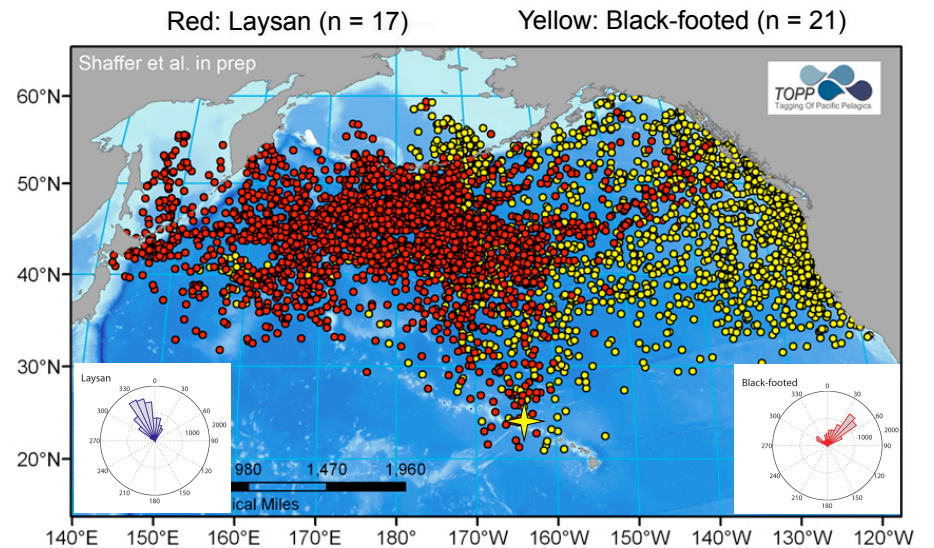 Red: Laysan (n = 17) Yellow: Black-footed (n = 21)
Shaffer et al. in prep
TOPP
Tagging Of Pacific Pelagics
60°N
50°N
40°N
30°N
20°N
Laysan
0
30
60
90
120
150
180
210
240
270
300
330
1000
2000
980 1,470 1,960
ical Miles
Black-footed
0
30
60
90
120
150
180
210
240
270
300
330
1000
2000
140°E 150°E 160°E 170°E 180° 170°W 160°W 150°W 140°W 130°W 120°W